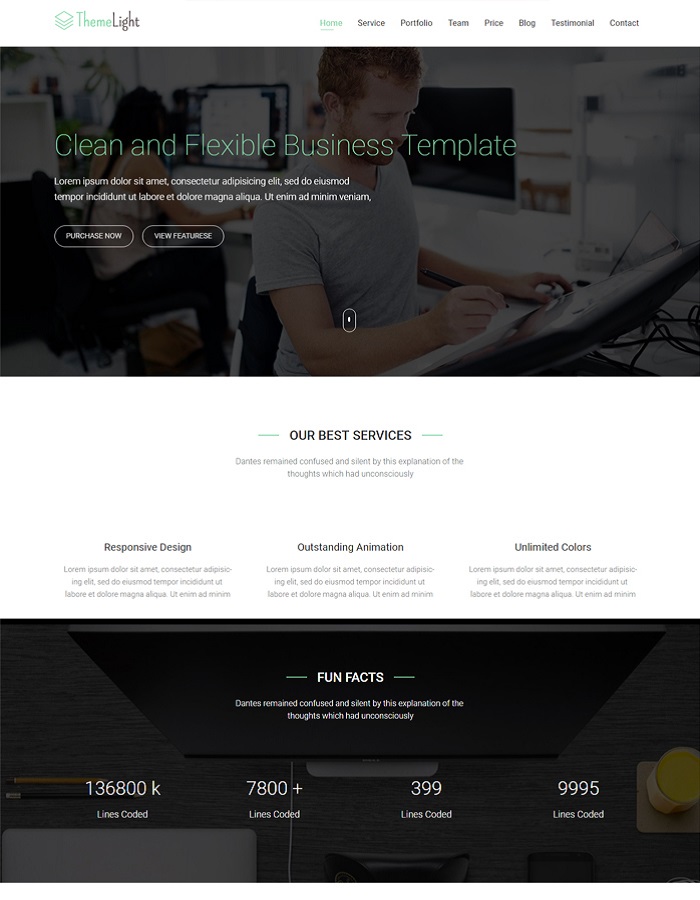 ThemeLight
Home Service Portfolio Team Price Blog Testimonial Contact
Clean and Flexible Business Template
Lorem ipsum dolor sit amet, consectetur adipisicing elit, sed do eiusmod
tempor incididunt ut labore et dolore magna aliqua. Ut enim ad minim veniam,
PURCHASE NOW VIEW FEATURESE
OUR BEST SERVICES
Dantes remained confused and silent by this explanation of the
thoughts which had unconsciously
Responsive Design
Lorem ipsum dolor sit amet, consectetur adipisic-
ing elit, sed do eiusmod tempor incididunt ut
labore et dolore magna aliqua. Ut enim ad minim
Outstanding Animation
Lorem ipsum dolor sit amet, consectetur adipisic-
ing elit, sed do eiusmod tempor incididunt ut
labore et dolore magna aliqua. Ut enim ad minim
Unlimited Colors
Lorem ipsum dolor sit amet, consectetur adipisic-
ing elit, sed do eiusmod tempor incididunt ut
labore et dolore magna aliqua. Ut enim ad minim
FUN FACTS
Dantes remained confused and silent by this explanation of the
thoughts which had unconsciously
136800 k
Lines Coded
7800 +
Lines Coded
399
Lines Coded
9995
Lines Coded